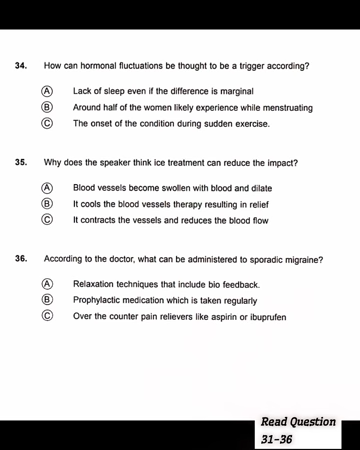 34. How can hormonal fluctuations be thought to be a trigger according?
A Lack of sleep even if the difference is marginal
B Around half of the women likely experience while menstruating
C The onset of the condition during sudden exercise.
35. Why does the speaker think ice treatment can reduce the impact?
A Blood vessels become swollen with blood and dilate
B It cools the blood vessels therapy resulting in relief
C It contracts the vessels and reduces the blood flow
36. According to the doctor, what can be administered to sporadic migraine?
A Relaxation techniques that include bio feedback.
B Prophylactic medication which is taken regularly
C Over the counter pain relievers like aspirin or ibuprufen
Read Question
31-36